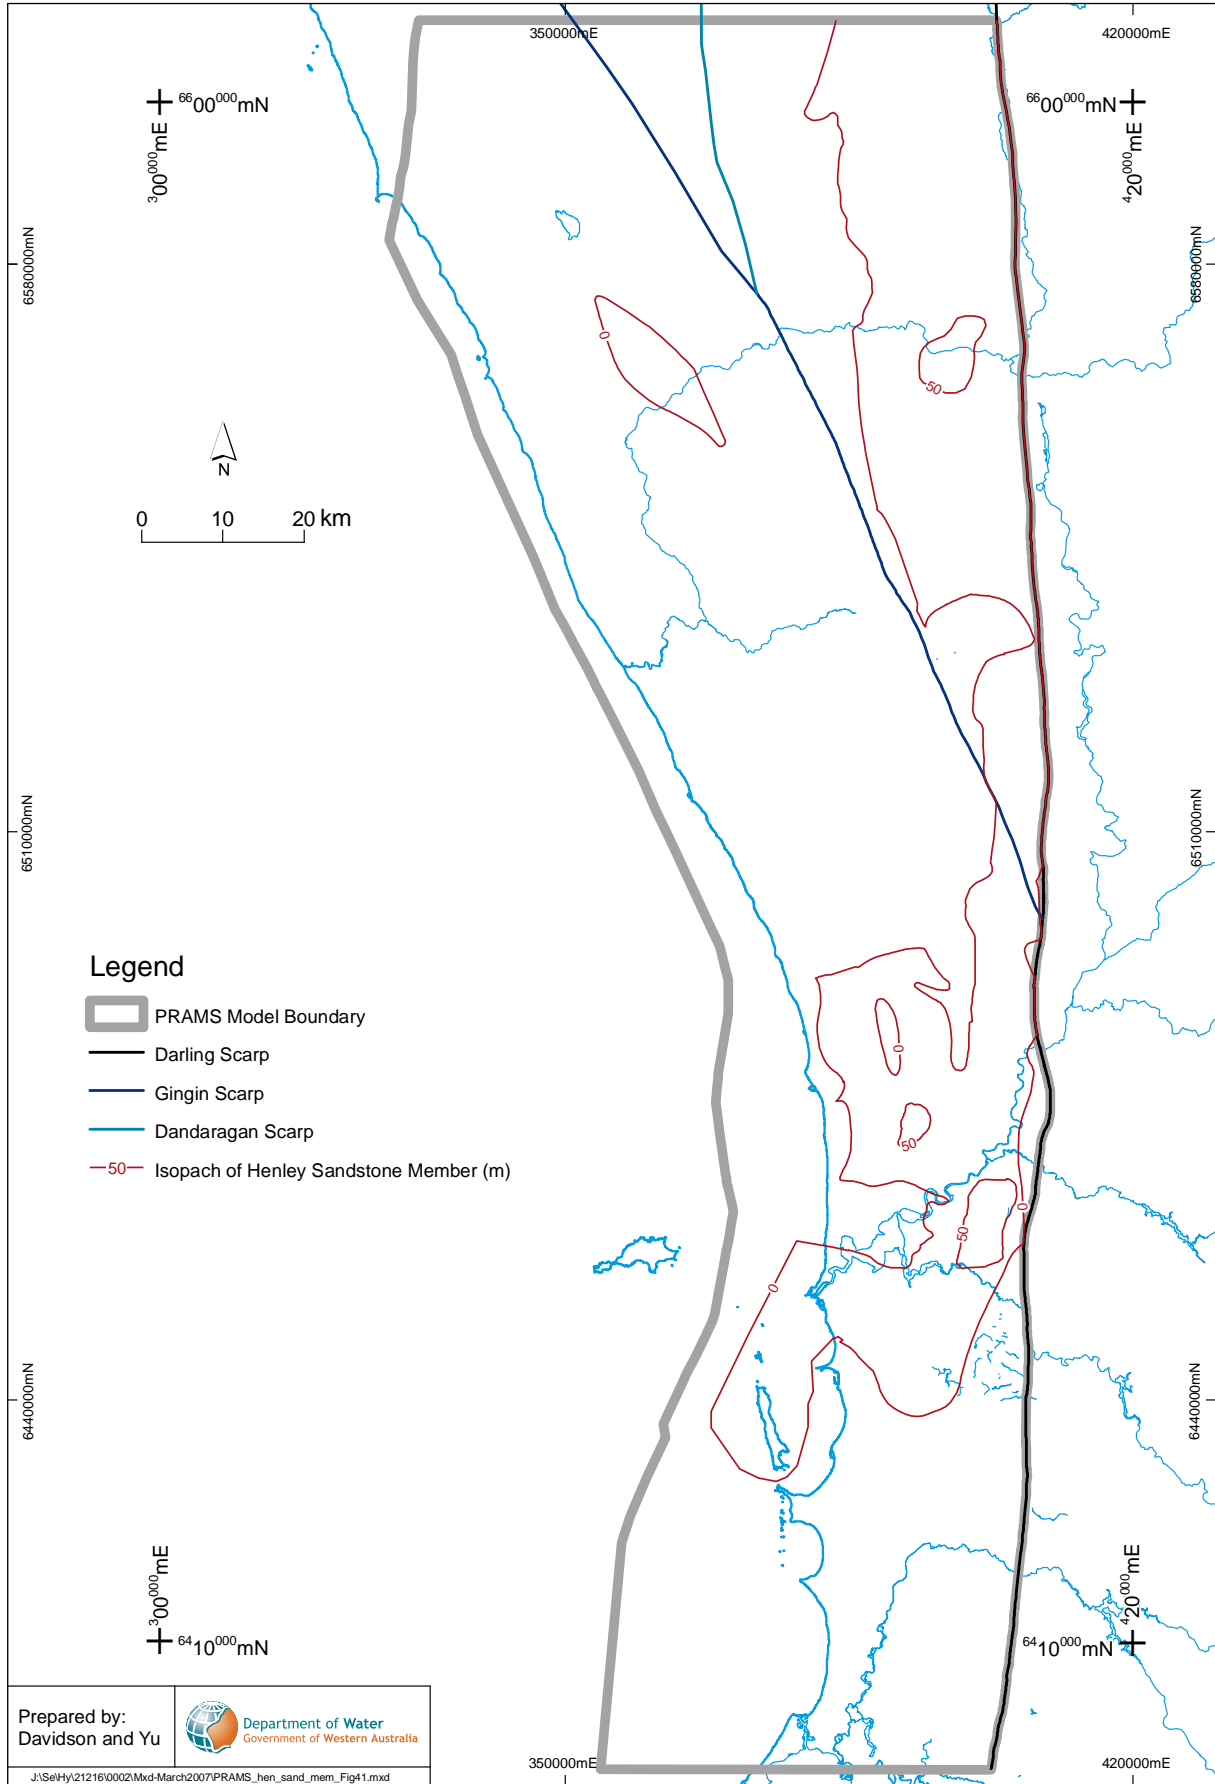 350000mE
420000mE
6600000mN
6600000mN
300000mE
420000mE
6580000mN
6580000mN
0
50
N
0 10 20 km
6510000mN
6510000mN
Legend
PRAMS Model Boundary
Darling Scarp
Gingin Scarp
Dandaragan Scarp
50 Isopach of Henley Sandstone Member (m)
0
50
0
50
0
6440000mN
6440000mN
300000mE
420000mE
6410000mN
6410000mN
Prepared by:
Davidson and Yu
Department of Water
Government of Western Australia
350000mE
420000mE
J:\SelHy\21216\0002\Mxd-March2007\PRAMS_hen_sand_mem_Fig41.mxd